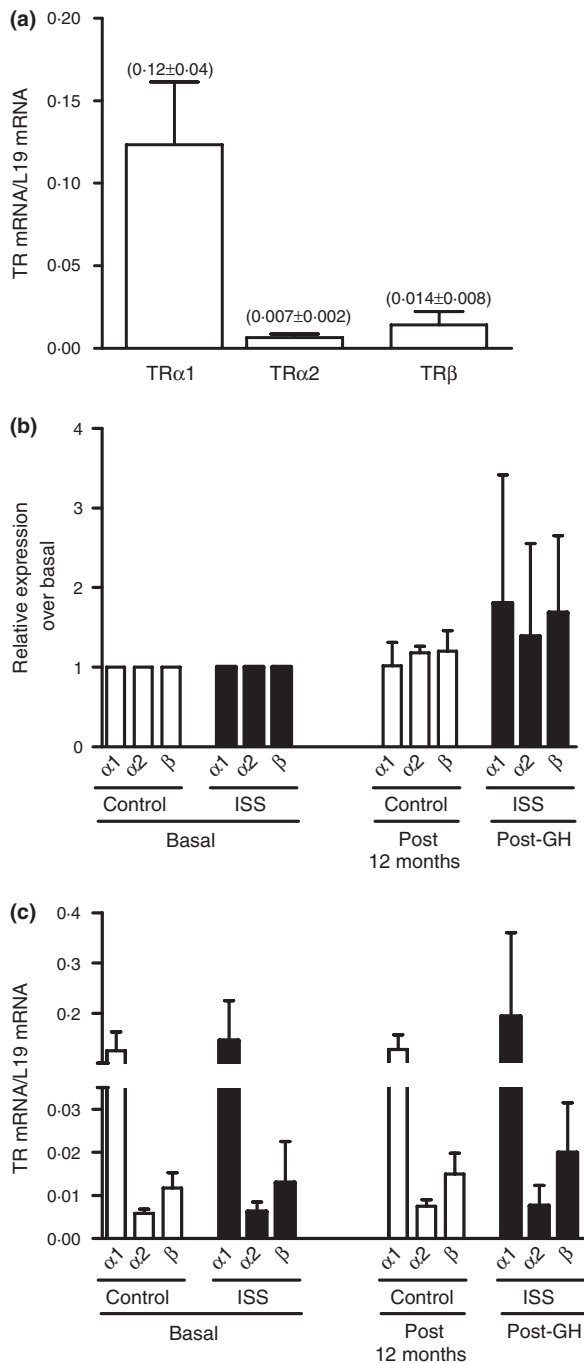 (a)
TR mRNA/L19 mRNA
0·20
0·15
0·10
0·05
0·00
(0·12±0·04)
(0·007±0·002)
(0·014±0·008)
TRα1 TRα2 TRβ
(b)
Relative expression
over basal
4
3
2
1
0
α1 α2 β α1 α2 β α1 α2 β α1 α2 β
Control ISS Control ISS
Basal Post Post-GH
12 months
(c)
TR mRNA/L19 mRNA
0·4
0·3
0·2
0·03
0·02
0·01
0·00
α1 α2 β α1 α2 β α1 α2 β α1 α2 β
Control ISS Control ISS
Basal Post Post-GH
12 months